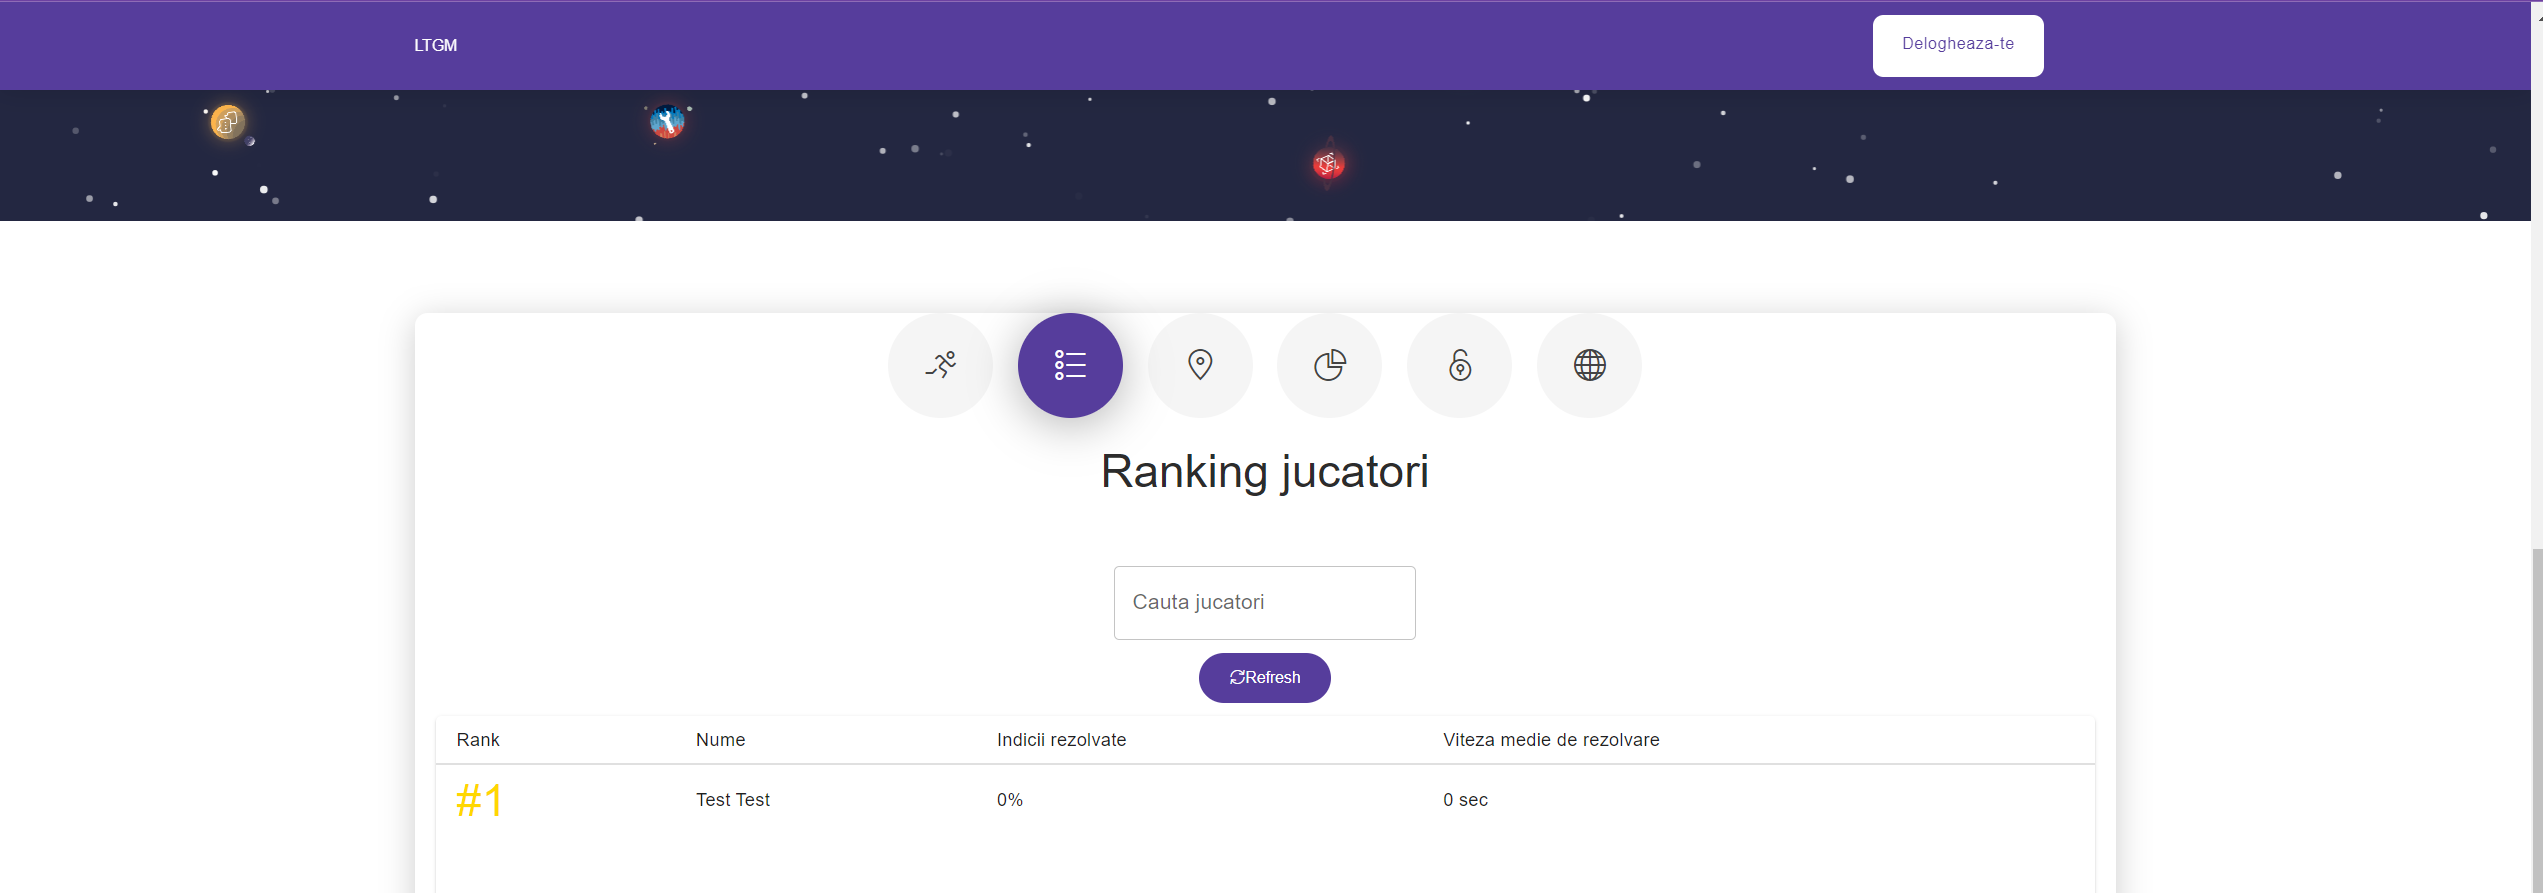 LTGM
Delogheaza-te
Ranking jucatori
Cauta jucatori
Refresh
Rank Nume Indicii rezolvate Viteza medie de rezolvare
#1 Test Test 0% 0 sec